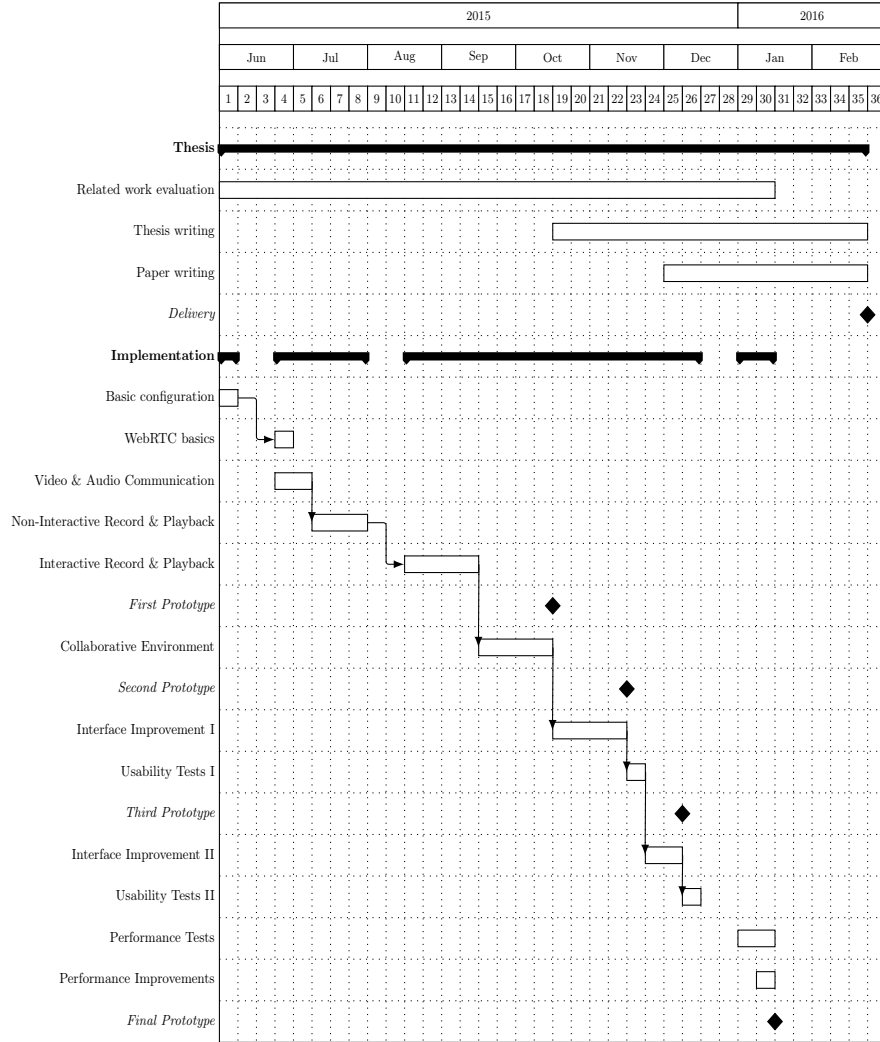 2015 2016
Jun Jul Aug Sep Oct Nov Dec Jan Feb
1 2 3 4 5 6 7 8 9 10 11 12 13 14 15 16 17 18 19 20 21 22 23 24 25 26 27 28 29 30 31 32 33 34 35 36
Thesis
Related work evaluation
Thesis writing
Paper writing
Delivery
Implementation
Basic configuration
WebRTC basics
Video & Audio Communication
Non-Interactive Record & Playback
Interactive Record & Playback
First Prototype
Collaborative Environment
Second Prototype
Interface Improvement I
Usability Tests I
Third Prototype
Interface Improvement II
Usability Tests II
Performance Tests
Performance Improvements
Final Prototype